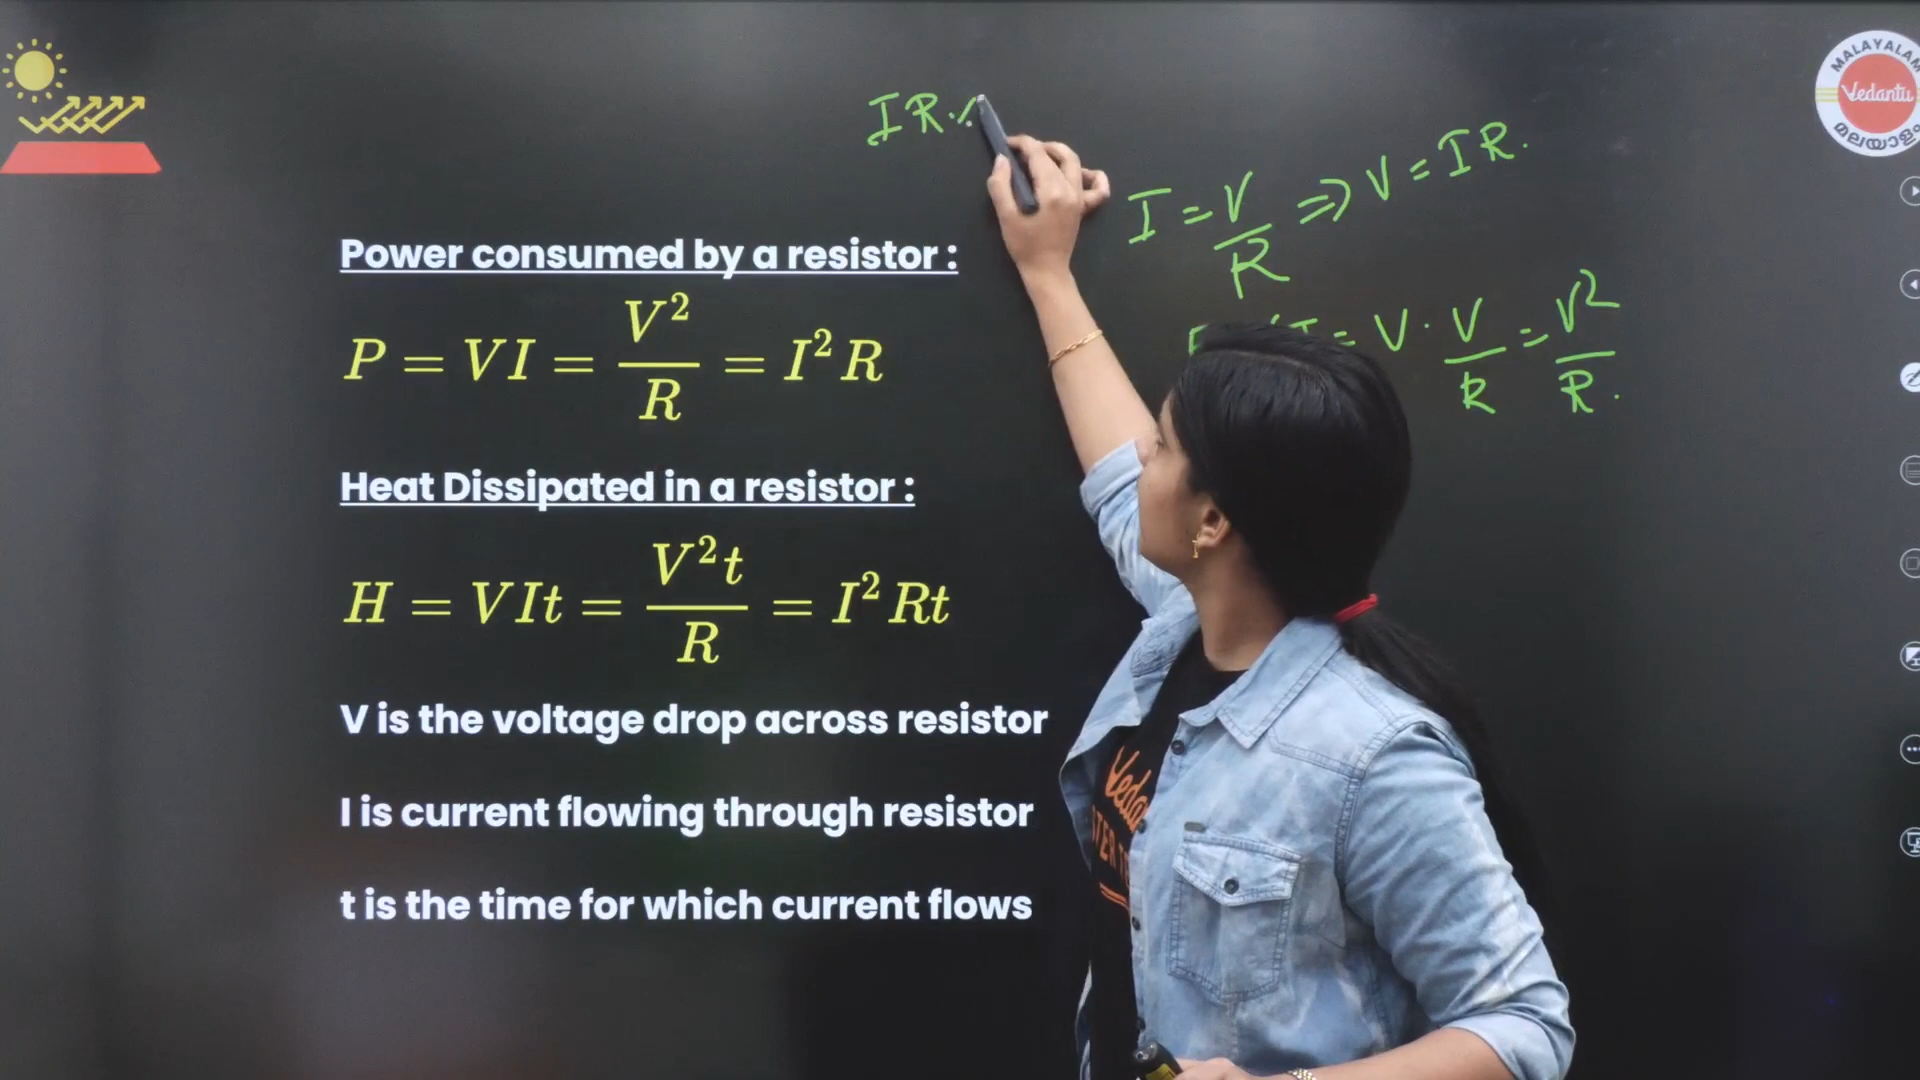 MALAYALAM
Vedantu
മലയാളം
IR.
I = V/R ⇒ V = IR.
= V · V/R = V²/R.
Power consumed by a resistor :
P = VI = V²/R = I²R
Heat Dissipated in a resistor :
H = VIt = V²t/R = I²Rt
V is the voltage drop across resistor
I is current flowing through resistor
t is the time for which current flows